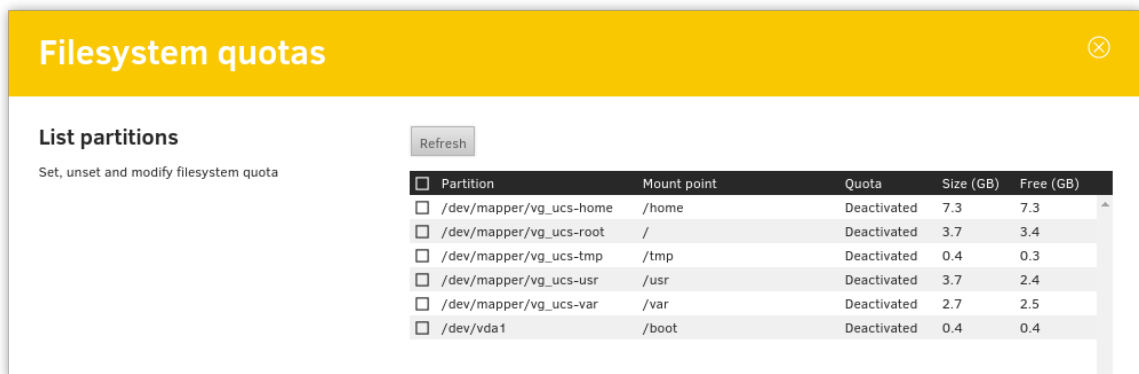 Filesystem quotas
List partitions
Set, unset and modify filesystem quota
Refresh
Partition Mount point Quota Size (GB) Free (GB)
/dev/mapper/vg_ucs-home /home Deactivated 7.3 7.3
/dev/mapper/vg_ucs-root / Deactivated 3.7 3.4
/dev/mapper/vg_ucs-tmp /tmp Deactivated 0.4 0.3
/dev/mapper/vg_ucs-usr /usr Deactivated 3.7 2.4
/dev/mapper/vg_ucs-var /var Deactivated 2.7 2.5
/dev/vda1 /boot Deactivated 0.4 0.4